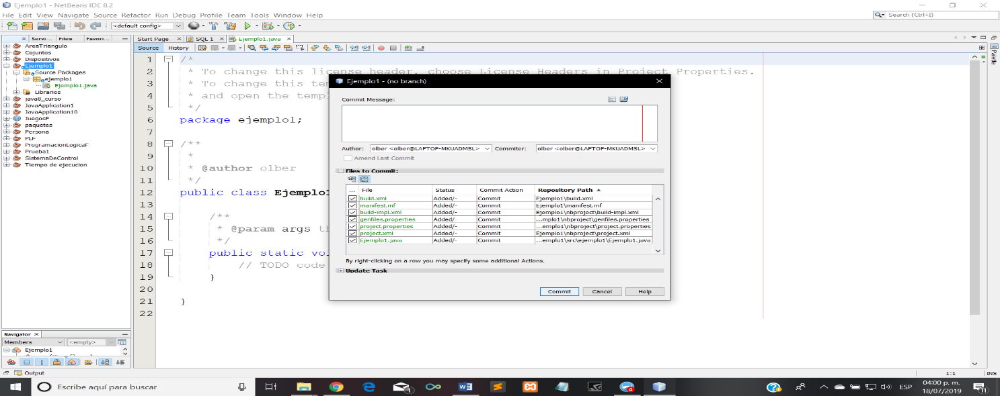 Ejemplo1 - NetBeans IDE 8.2
File Edit View Navigate Source Refactor Run Debug Profile Team Tools Window Help
Search (Ctrl+I)
<default config>
Servi... Files Favori...
Start Page SQL 1 Ejemplo1.java
Source History
Palette
AreaTriangulo
Cojuntos
Dispositivos
Ejemplo1
Source Packages
ejemplo1
Ejemplo1.java
Libraries
java8_curso
JavaApplication1
JavaApplication10
JuegosF
paquetes
Persona
PLF
ProgramacionLogicaF
Prueba1
SistemaDeControl
Tiempo de ejecucion
1 /*
2 * To change this license header, choose License Headers in Project Properties.
3 * To change this tem
4 * and open the templ
5 */
6 package ejemplo1;
7
8 /**
9 *
10 * @author olber
11 */
12 public class Ejemplo1
13
14 /**
15 * @param args th
16 */
17 public static voi
18 // TODO code
19 }
20
21 }
22
Ejemplo1 - (no branch)
Commit Message:
Author: olber <olber@LAPTOP-MKUADMSL> Commiter: olber <olber@LAPTOP-MKUADMSL>
Amend Last Commit
Files to Commit:
... File Status Commit Action Repository Path
build.xml Added/- Commit Ejemplo1\build.xml
manifest.mf Added/- Commit Ejemplo1\manifest.mf
build-impl.xml Added/- Commit Ejemplo1\nbproject\build-impl.xml
genfiles.properties Added/- Commit ...mplo1\nbproject\genfiles.properties
project.properties Added/- Commit ...emplo1\nbproject\project.properties
project.xml Added/- Commit Ejemplo1\nbproject\project.xml
Ejemplo1.java Added/- Commit ...emplo1\src\ejemplo1\Ejemplo1.java
By right-clicking on a row you may specify some additional Actions.
Update Task
Commit Cancel Help
Navigator
Members <empty>
Ejemplo1
Output
1:1 INS
Escribe aquí para buscar
ESP
04:00 p. m.
18/07/2019
11